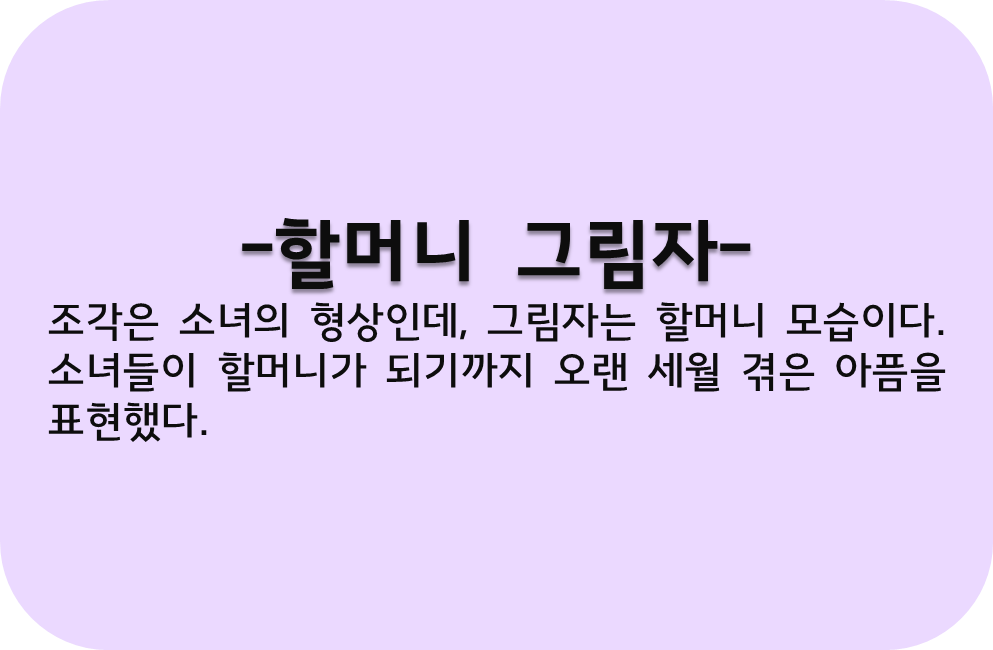 -할머니 그림자-
조각은 소녀의 형상인데, 그림자는 할머니 모습이다.
소녀들이 할머니가 되기까지 오랜 세월 겪은 아픔을
표현했다.